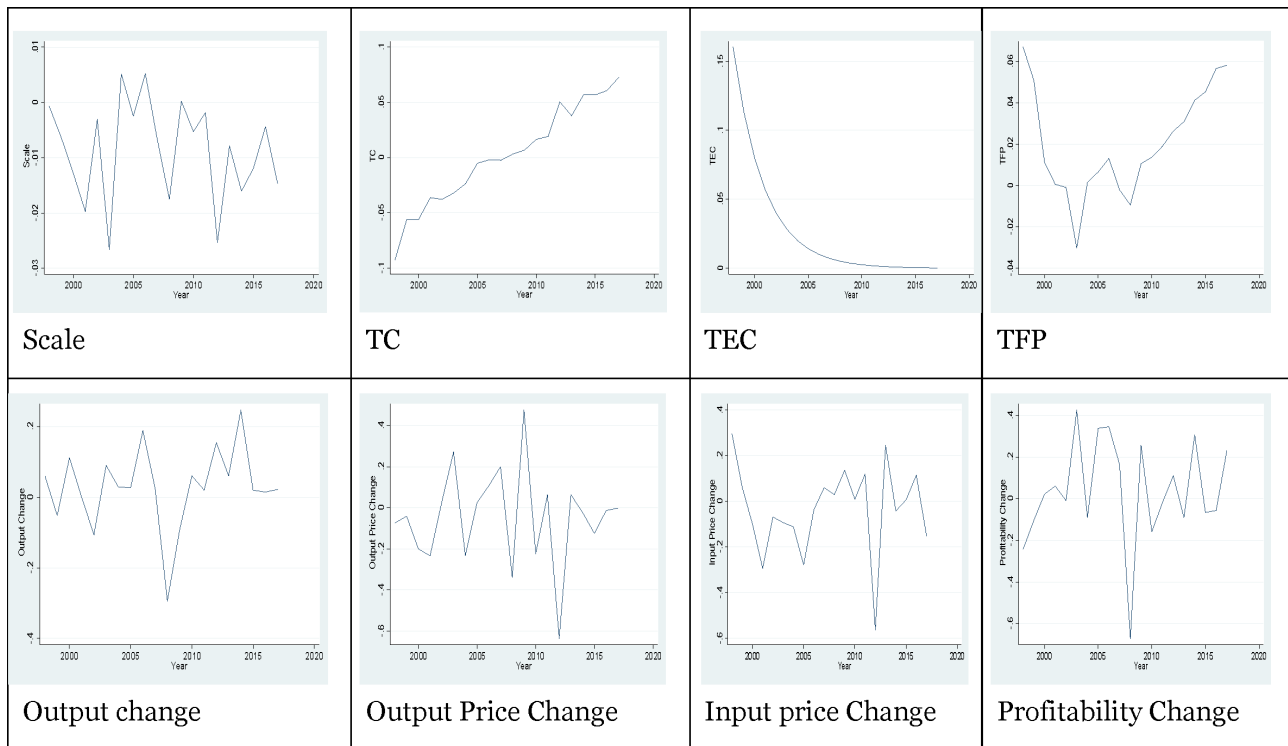 .01
0
-.01
-.02
-.03
Scale
2000 2005 2010 2015 2020
Year
Scale
.1
.05
0
-.05
-.1
TC
2000 2005 2010 2015 2020
Year
TC
.15
.1
.05
0
TEC
2000 2005 2010 2015 2020
Year
TEC
.06
.04
.02
0
-.02
-.04
TFP
2000 2005 2010 2015 2020
Year
TFP
.2
0
-.2
-.4
Output Change
2000 2005 2010 2015 2020
Year
Output change
.4
.2
0
-.2
-.4
-.6
Output Price Change
2000 2005 2010 2015 2020
Year
Output Price Change
.4
.2
0
-.2
-.4
-.6
Input Price Change
2000 2005 2010 2015 2020
Year
Input price Change
.4
.2
0
-.2
-.4
-.6
Profitability Change
2000 2005 2010 2015 2020
Year
Profitability Change